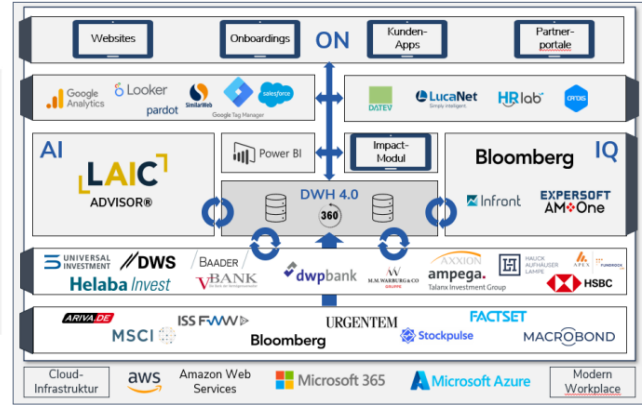 Websites
Onboardings
ON
Kunden-
Apps
Partner-
portale
Google
Analytics
Looker
pardot
SimilarWeb
Google Tag Manager
salesforce
DATEV
LucaNet
Simply intelligent.
HRlab
AI
LAIC
ADVISOR®
Power BI
Impact-
Modul
DWH 4.0
360
Bloomberg
IQ
Infront
EXPERSOFT
AM One
UNIVERSAL
INVESTMENT
DWS
BAADER
Helaba Invest
VBANK
dwpbank
M.M.WARBURG & CO
AXXION
ampega.
Talanx Investment Group
HAUCK
AUFHÄUSER
LAMPE
APEX
HSBC
ARIVA.DE
ISS FWW
MSCI
Bloomberg
URGENTEM
Stockpulse
FACTSET
MACROBOND
Cloud-
Infrastruktur
aws
Amazon Web
Services
Microsoft 365
Microsoft Azure
Modern
Workplace